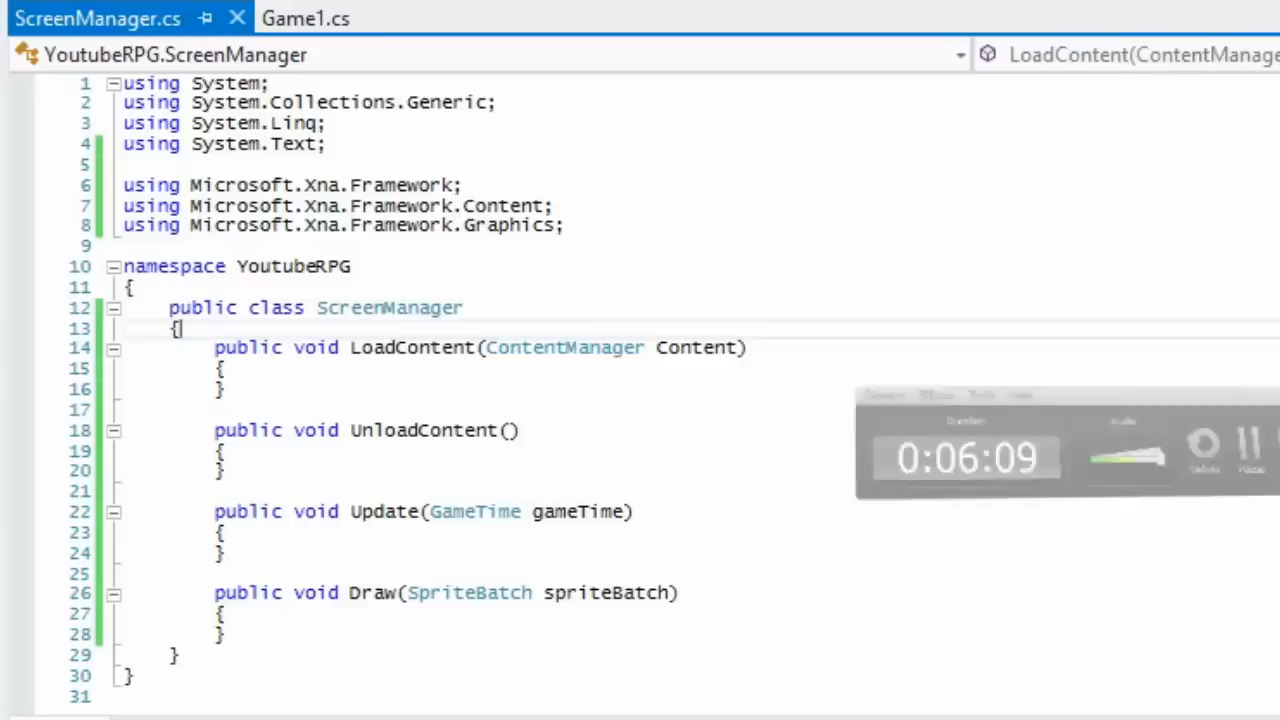 ScreenManager.cs Game1.cs
YoutubeRPG.ScreenManager LoadContent(ContentManage
1 using System;
2 using System.Collections.Generic;
3 using System.Linq;
4 using System.Text;
5
6 using Microsoft.Xna.Framework;
7 using Microsoft.Xna.Framework.Content;
8 using Microsoft.Xna.Framework.Graphics;
9
10 namespace YoutubeRPG
11 {
12 public class ScreenManager
13 {
14 public void LoadContent(ContentManager Content)
15 {
16 }
17
18 public void UnloadContent()
19 {
20 }
21
22 public void Update(GameTime gameTime)
23 {
24 }
25
26 public void Draw(SpriteBatch spriteBatch)
27 {
28 }
29 }
30 }
31
Duration Audio
0:06:09
Delete Pause